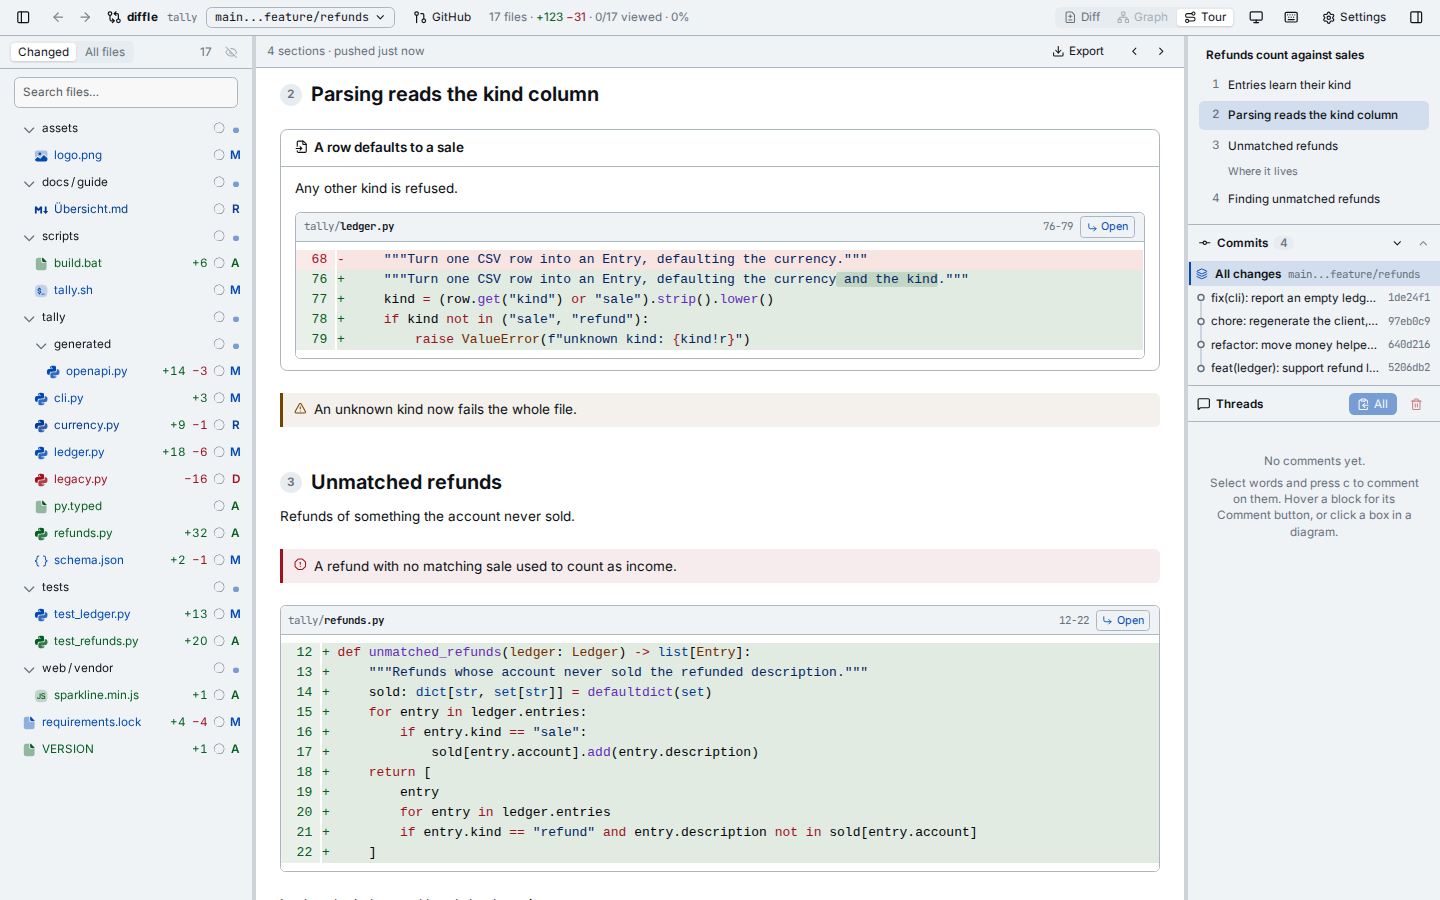 diffle tally main...feature/refunds GitHub 17 files · +123 −31 · 0/17 viewed · 0% Diff Graph Tour Settings
Changed All files 17
Search files...
assets
logo.png M
docs/guide
Übersicht.md R
scripts
build.bat +6 A
tally.sh M
tally
generated
openapi.py +14 −3 M
cli.py +3 M
currency.py +9 −1 R
ledger.py +18 −6 M
legacy.py −16 D
py.typed A
refunds.py +32 A
schema.json +2 −1 M
tests
test_ledger.py +13 M
test_refunds.py +20 A
web/vendor
sparkline.min.js +1 A
requirements.lock +4 −4 M
VERSION +1 A
4 sections · pushed just now Export
2 Parsing reads the kind column
A row defaults to a sale
Any other kind is refused.
tally/ledger.py 76-79 Open
68 - """Turn one CSV row into an Entry, defaulting the currency."""
76 + """Turn one CSV row into an Entry, defaulting the currency and the kind."""
77 + kind = (row.get("kind") or "sale").strip().lower()
78 + if kind not in ("sale", "refund"):
79 + raise ValueError(f"unknown kind: {kind!r}")
An unknown kind now fails the whole file.
3 Unmatched refunds
Refunds of something the account never sold.
A refund with no matching sale used to count as income.
tally/refunds.py 12-22 Open
12 + def unmatched_refunds(ledger: Ledger) -> list[Entry]:
13 + """Refunds whose account never sold the refunded description."""
14 + sold: dict[str, set[str]] = defaultdict(set)
15 + for entry in ledger.entries:
16 + if entry.kind == "sale":
17 + sold[entry.account].add(entry.description)
18 + return [
19 + entry
20 + for entry in ledger.entries
21 + if entry.kind == "refund" and entry.description not in sold[entry.account]
22 + ]
Refunds count against sales
1 Entries learn their kind
2 Parsing reads the kind column
3 Unmatched refunds
Where it lives
4 Finding unmatched refunds
Commits 4
All changes main...feature/refunds
fix(cli): report an empty ledg... 1de24f1
chore: regenerate the client,... 97eb0c9
refactor: move money helpe... 640d216
feat(ledger): support refund l... 5206db2
Threads All
No comments yet.
Select words and press c to comment
on them. Hover a block for its
Comment button, or click a box in a
diagram.